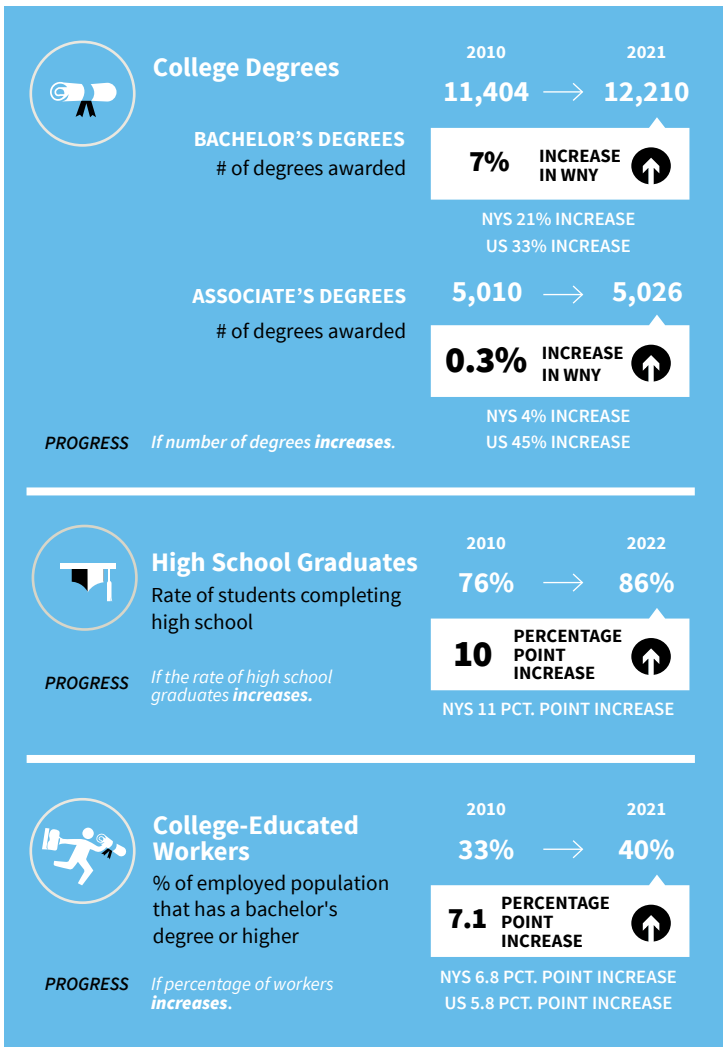 College Degrees
2010
2021
11,404 → 12,210
BACHELOR'S DEGREES
# of degrees awarded
7%
INCREASE
IN WNY
NYS 21% INCREASE
US 33% INCREASE
ASSOCIATE'S DEGREES
# of degrees awarded
5,010 → 5,026
0.3%
INCREASE
IN WNY
NYS 4% INCREASE
US 45% INCREASE
PROGRESS
If number of degrees increases.
High School Graduates
Rate of students completing
high school
2010
2022
76% → 86%
10
PERCENTAGE
POINT
INCREASE
NYS 11 PCT. POINT INCREASE
PROGRESS
If the rate of high school
graduates increases.
College-Educated
Workers
% of employed population
that has a bachelor's
degree or higher
2010
2021
33% → 40%
7.1
PERCENTAGE
POINT
INCREASE
NYS 6.8 PCT. POINT INCREASE
US 5.8 PCT. POINT INCREASE
PROGRESS
If percentage of workers
increases.